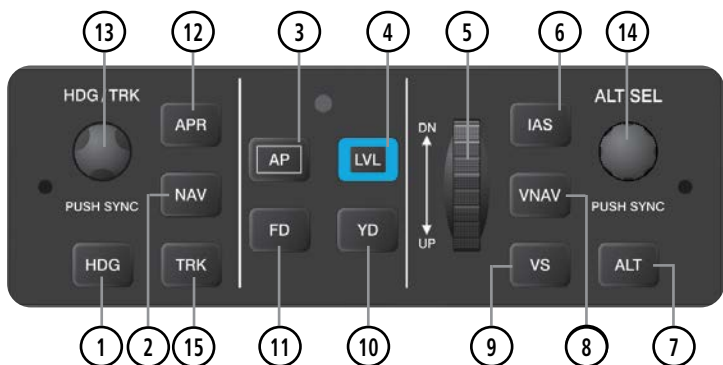 13 12 3 4 5 6 14
HDG/TRK ALT SEL
APR IAS
AP LVL DN
NAV VNAV
PUSH SYNC PUSH SYNC
FD YD UP
HDG TRK VS ALT
1 2 15 11 10 9 8 7